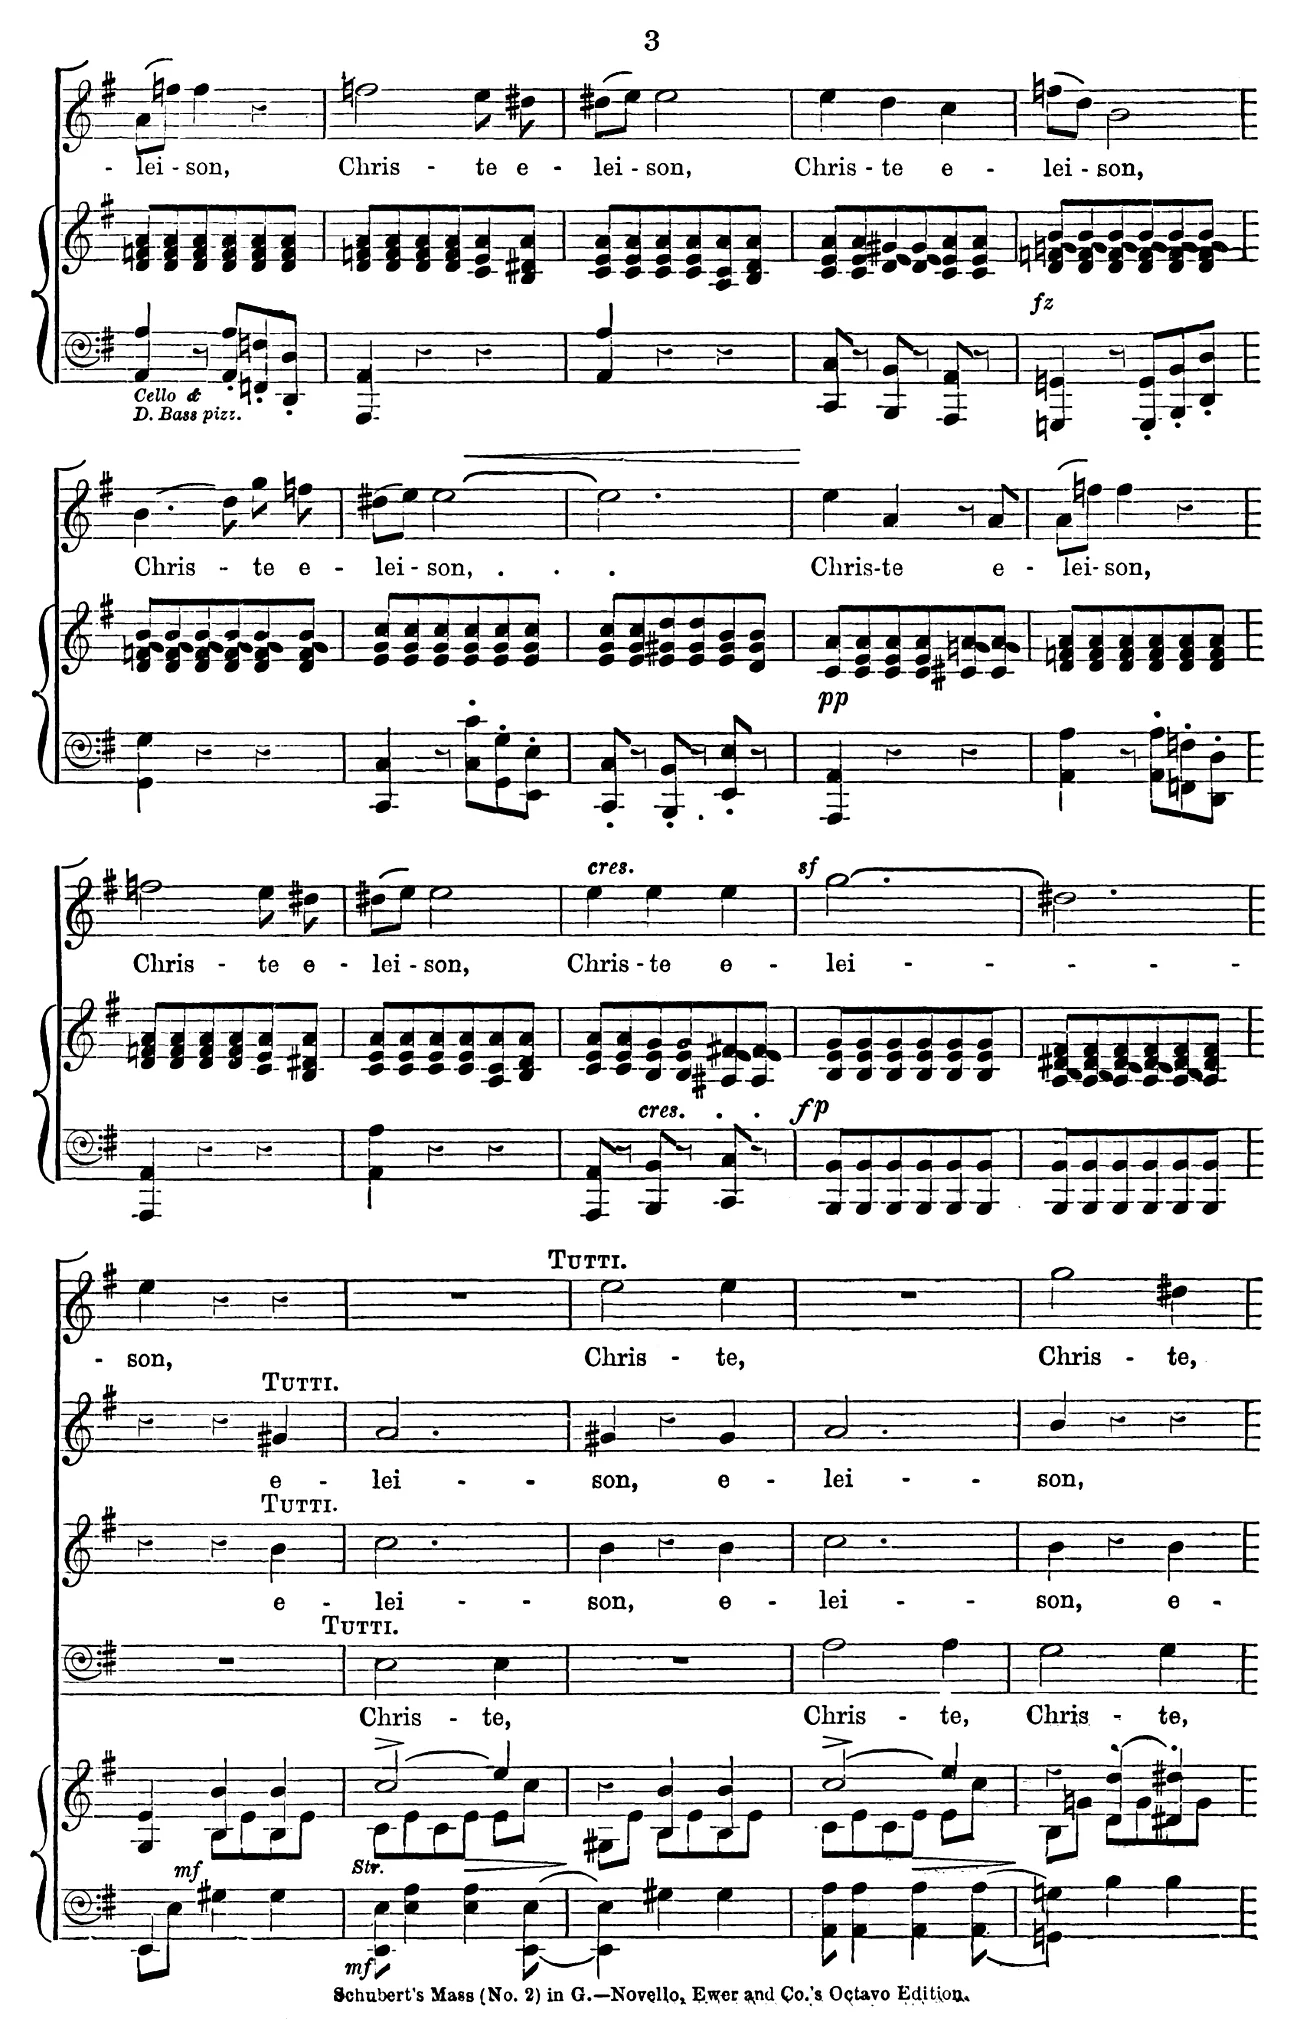 3
- lei - son, Chris - te e - lei - son, Chris - te e - lei - son,
fz
Cello &
D. Bass pizz.
Chris - te e - lei - son, . . . Chris-te e - lei- son,
pp
cres. sf
Chris - te e - lei - son, Chris - te e - lei - - - - -
cres. . . fp
TUTTI.
- son, Chris - te, Chris - te,
TUTTI.
e - lei - - son, e - lei - - son,
TUTTI.
e - lei - - son, e - lei - - son, e -
TUTTI.
Chris - te, Chris - te, Chris - te,
mf Str.
mf
Schubert's Mass (No. 2) in G.—Novello, Ewer and Co.'s Octavo Edition.